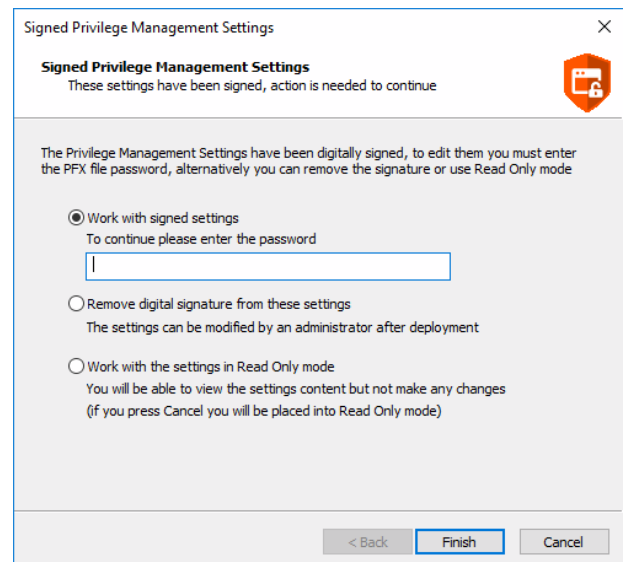 Signed Privilege Management Settings
Signed Privilege Management Settings
These settings have been signed, action is needed to continue
The Privilege Management Settings have been digitally signed, to edit them you must enter
the PFX file password, alternatively you can remove the signature or use Read Only mode
Work with signed settings
To continue please enter the password
Remove digital signature from these settings
The settings can be modified by an administrator after deployment
Work with the settings in Read Only mode
You will be able to view the settings content but not make any changes
(if you press Cancel you will be placed into Read Only mode)
< Back Finish Cancel